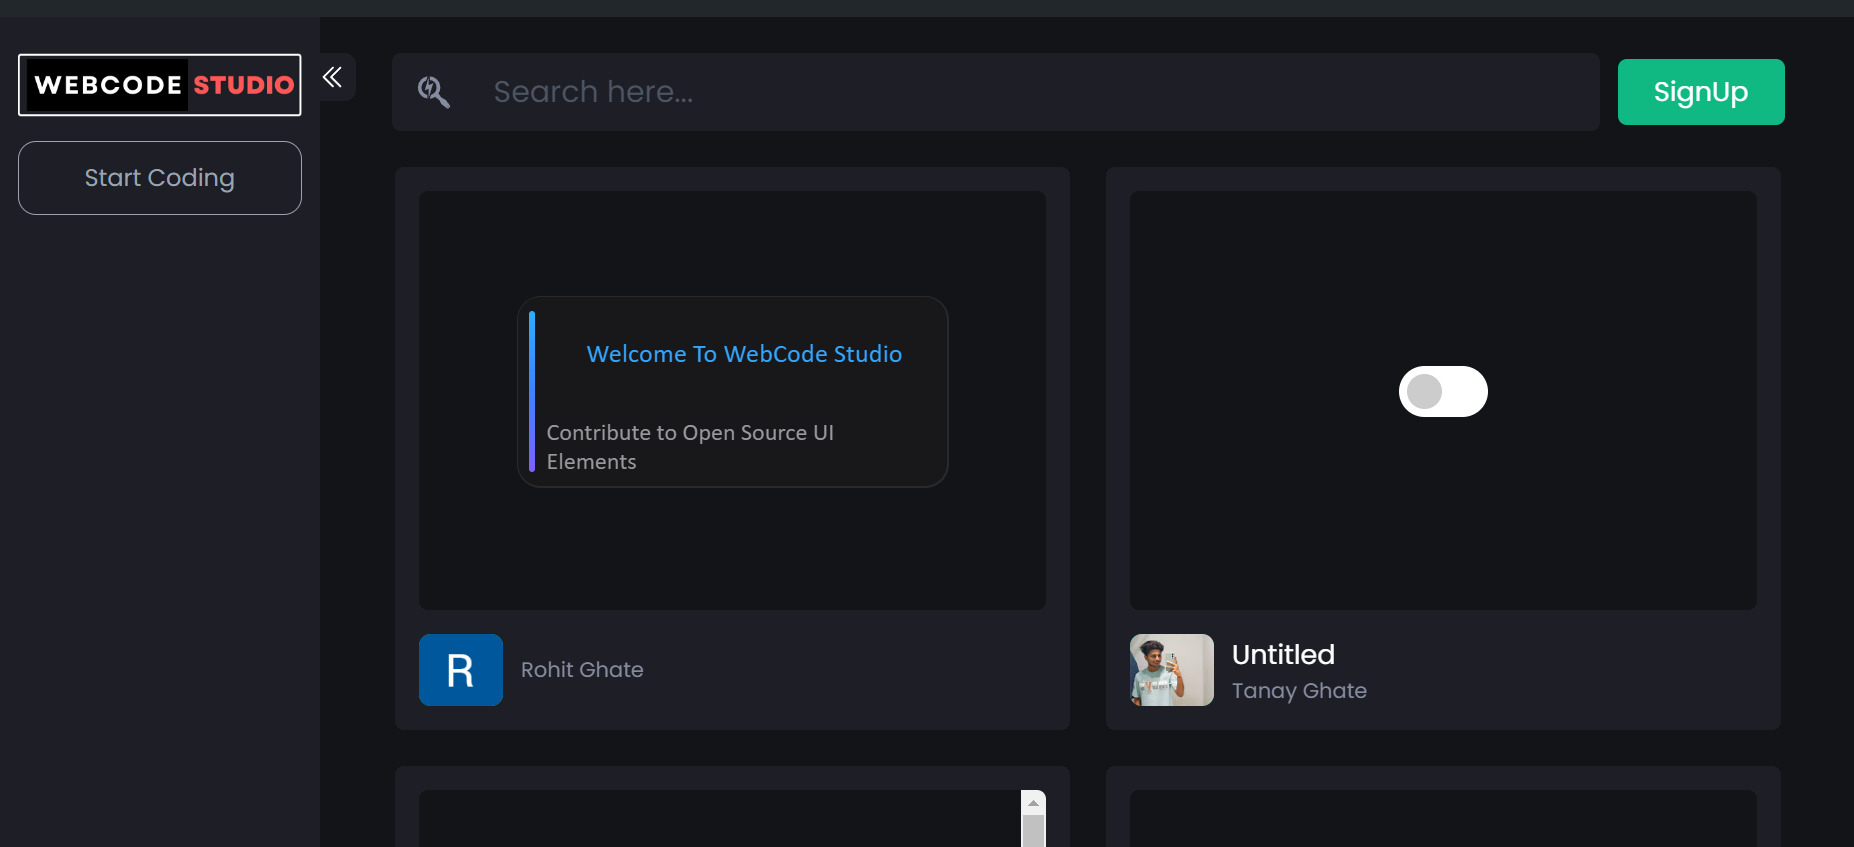 WEBCODE STUDIO
Search here...
SignUp
Start Coding
Welcome To WebCode Studio
Contribute to Open Source UI
Elements
R
Rohit Ghate
Untitled
Tanay Ghate